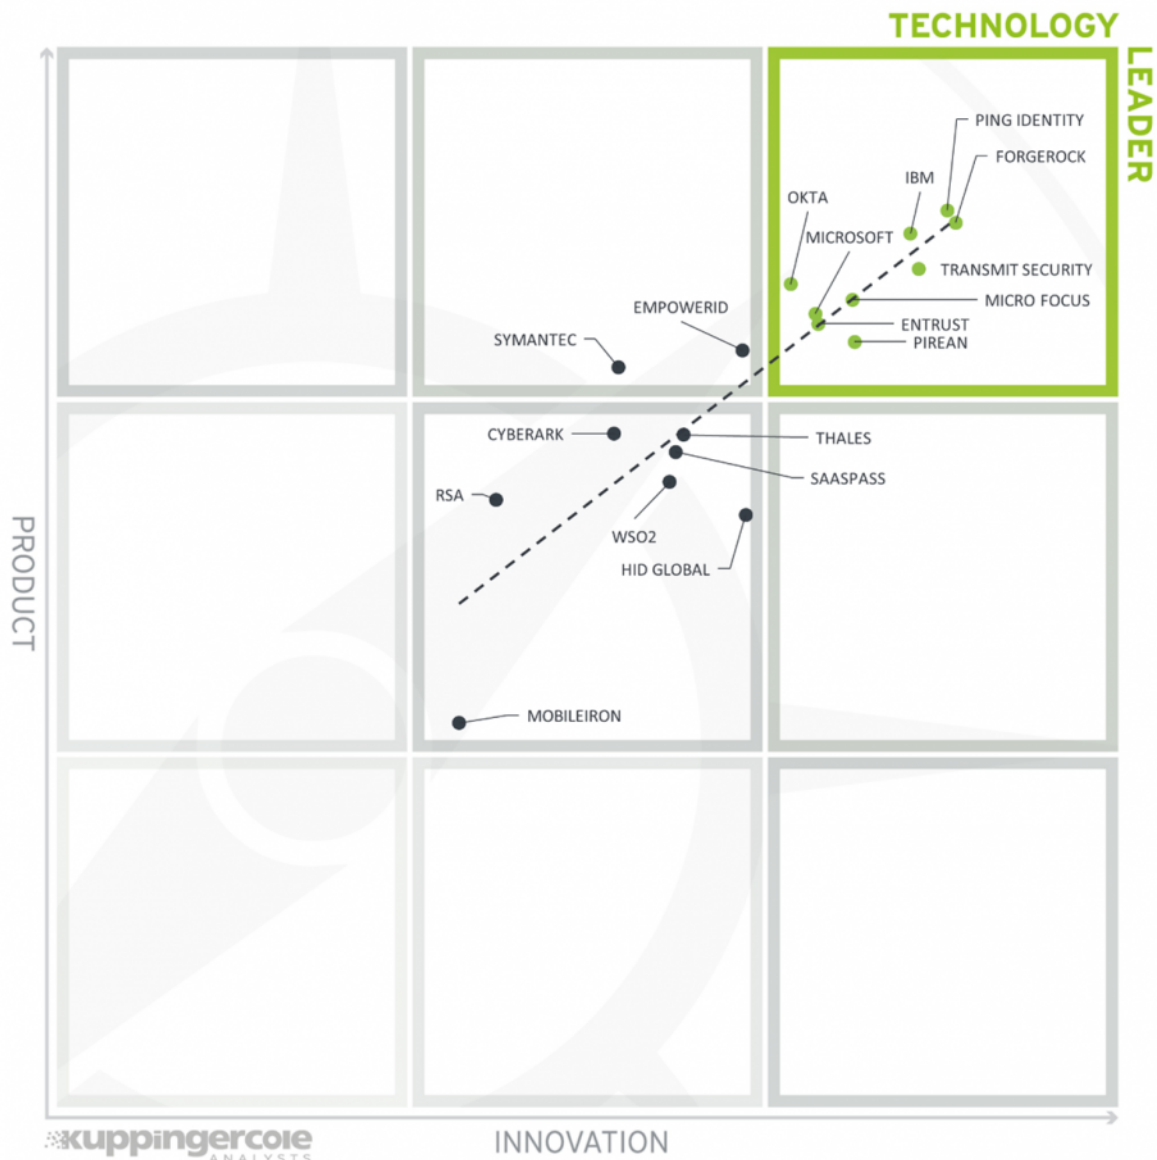 TECHNOLOGY
LEADER
PING IDENTITY
FORGEROCK
IBM
OKTA
MICROSOFT
TRANSMIT SECURITY
MICRO FOCUS
EMPOWERID
ENTRUST
SYMANTEC
PIREAN
CYBERARK
THALES
SAASPASS
RSA
WSO2
HID GLOBAL
PRODUCT
MOBILEIRON
kuppingercole
ANALYSTS
INNOVATION